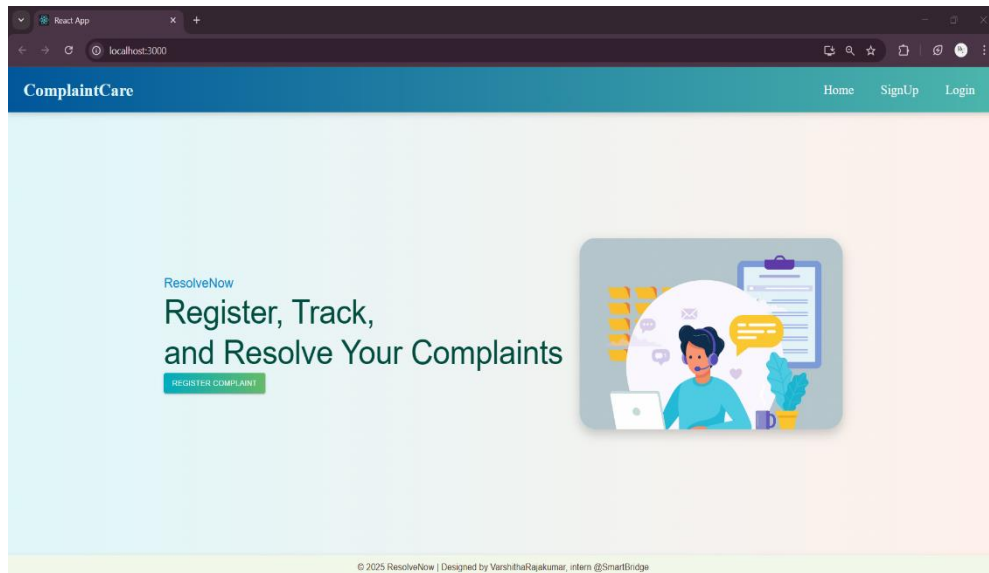 React App
localhost:3000
ComplaintCare
Home SignUp Login
ResolveNow
Register, Track,
and Resolve Your Complaints
REGISTER COMPLAINT
© 2025 ResolveNow | Designed by VarshithaRajakumar, intern @SmartBridge